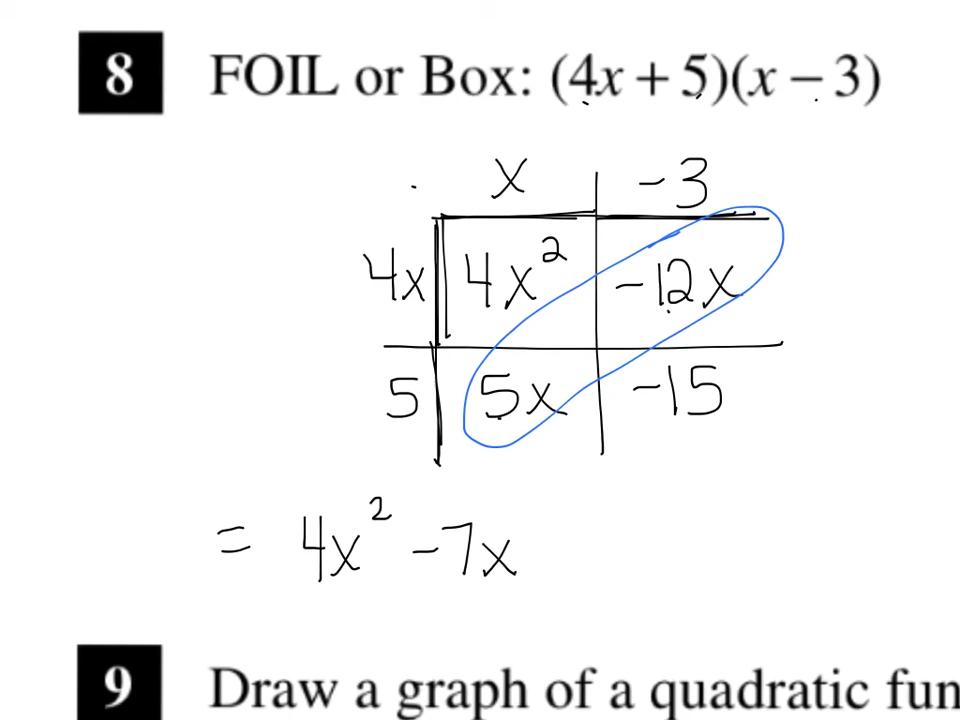 8 FOIL or Box: (4x + 5)(x − 3)
x -3
4x 4x² -12x
5 5x -15
= 4x² -7x
9 Draw a graph of a quadratic fun